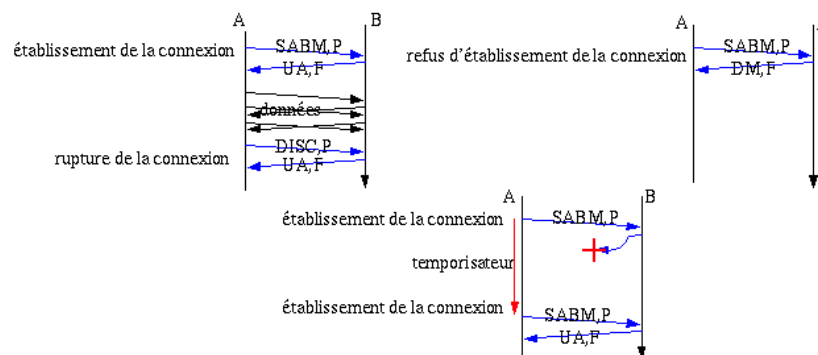 A
B
établissement de la connexion
SABM,P
UA,F
données
DISC,P
rupture de la connexion
UA,F
A
refus d'établissement de la connexion
SABM,P
DM,F
A
B
établissement de la connexion
SABM,P
temporisateur
établissement de la connexion
SABM,P
UA,F